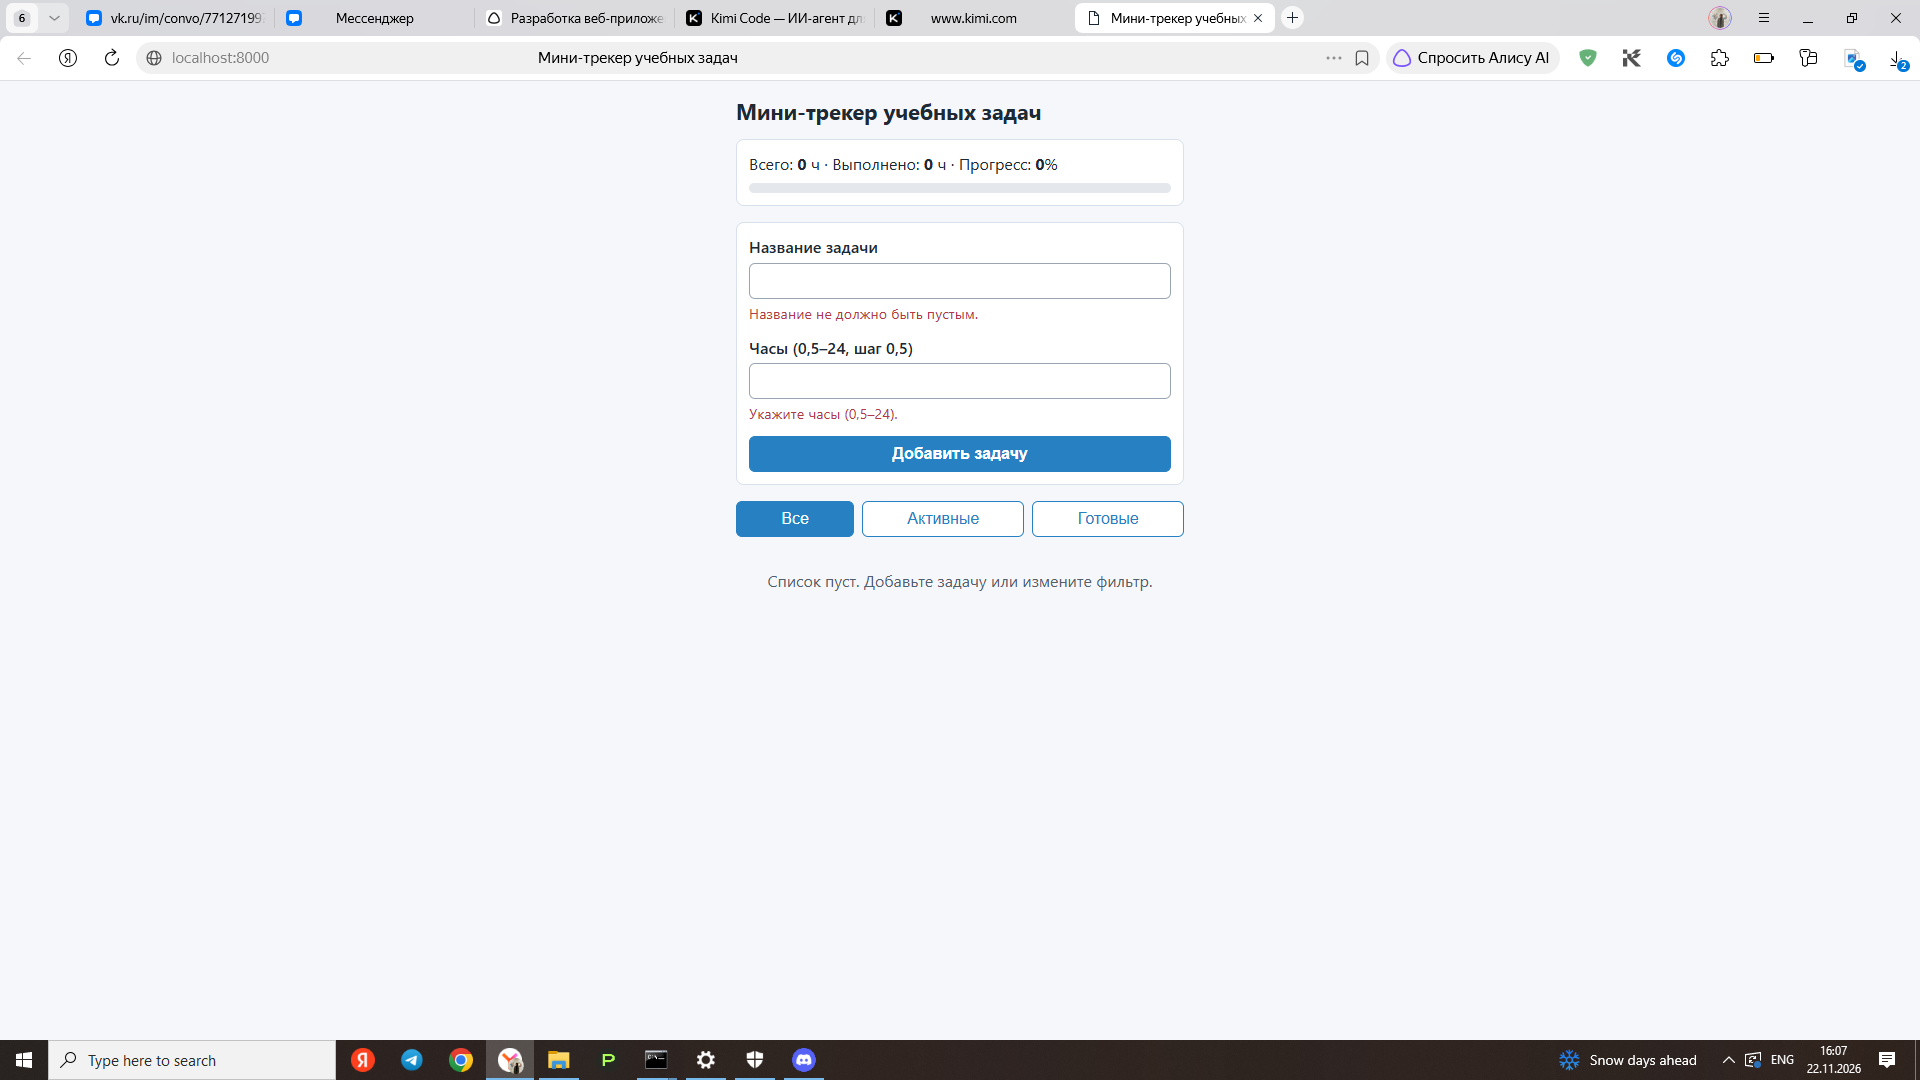 6
vk.ru/im/convo/77127199
Мессенджер
Разработка веб-приложе
Kimi Code — ИИ-агент дл
www.kimi.com
Мини-трекер учебных
localhost:8000
Мини-трекер учебных задач
Спросить Алису AI
2
Мини-трекер учебных задач
Всего: 0 ч · Выполнено: 0 ч · Прогресс: 0%
Название задачи
Название не должно быть пустым.
Часы (0,5–24, шаг 0,5)
Укажите часы (0,5–24).
Добавить задачу
Все
Активные
Готовые
Список пуст. Добавьте задачу или измените фильтр.
Type here to search
Snow days ahead
ENG
16:07
22.11.2026